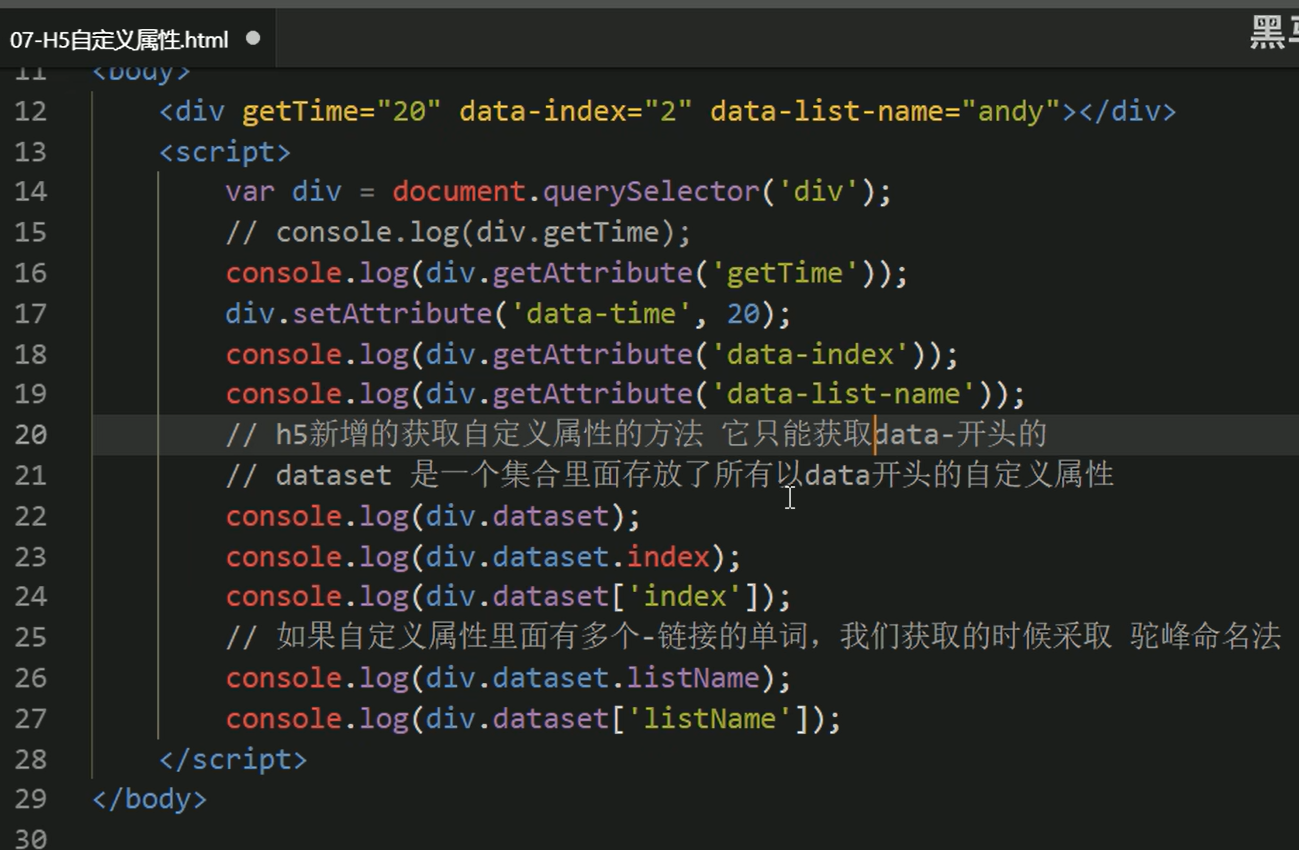 07-H5自定义属性.html ●
黑马
11 <body>
12 <div getTime="20" data-index="2" data-list-name="andy"></div>
13 <script>
14 var div = document.querySelector('div');
15 // console.log(div.getTime);
16 console.log(div.getAttribute('getTime'));
17 div.setAttribute('data-time', 20);
18 console.log(div.getAttribute('data-index'));
19 console.log(div.getAttribute('data-list-name'));
20 // h5新增的获取自定义属性的方法 它只能获取data-开头的
21 // dataset 是一个集合里面存放了所有以data开头的自定义属性
22 console.log(div.dataset);
23 console.log(div.dataset.index);
24 console.log(div.dataset['index']);
25 // 如果自定义属性里面有多个-链接的单词，我们获取的时候采取 驼峰命名法
26 console.log(div.dataset.listName);
27 console.log(div.dataset['listName']);
28 </script>
29 </body>
30